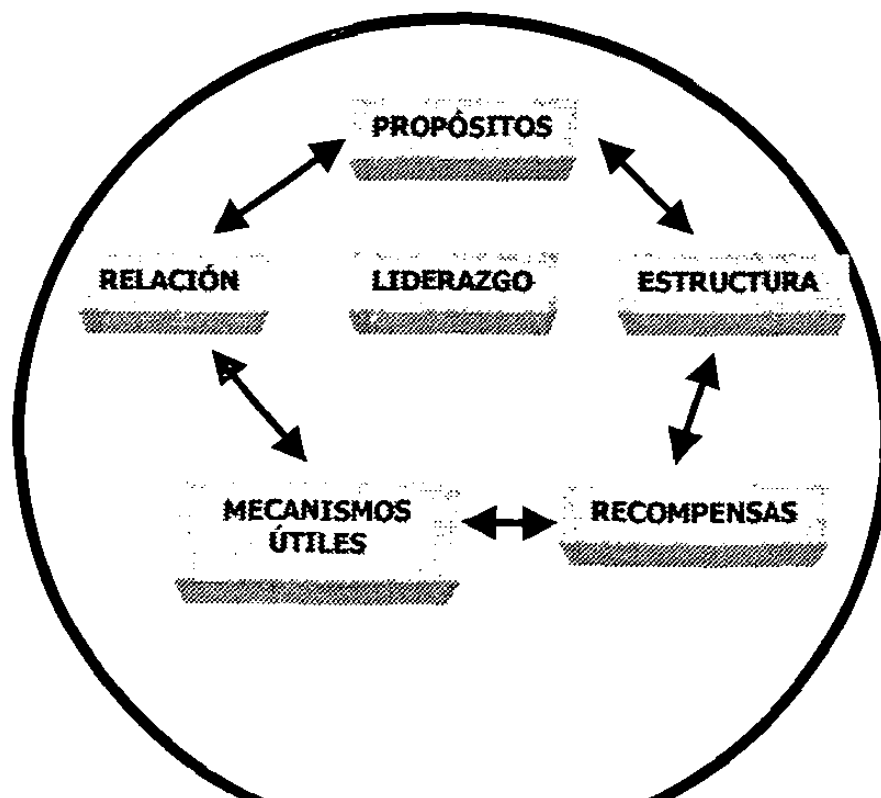 PROPÓSITOS
RELACIÓN
LIDERAZGO
ESTRUCTURA
MECANISMOS
ÚTILES
RECOMPENSAS